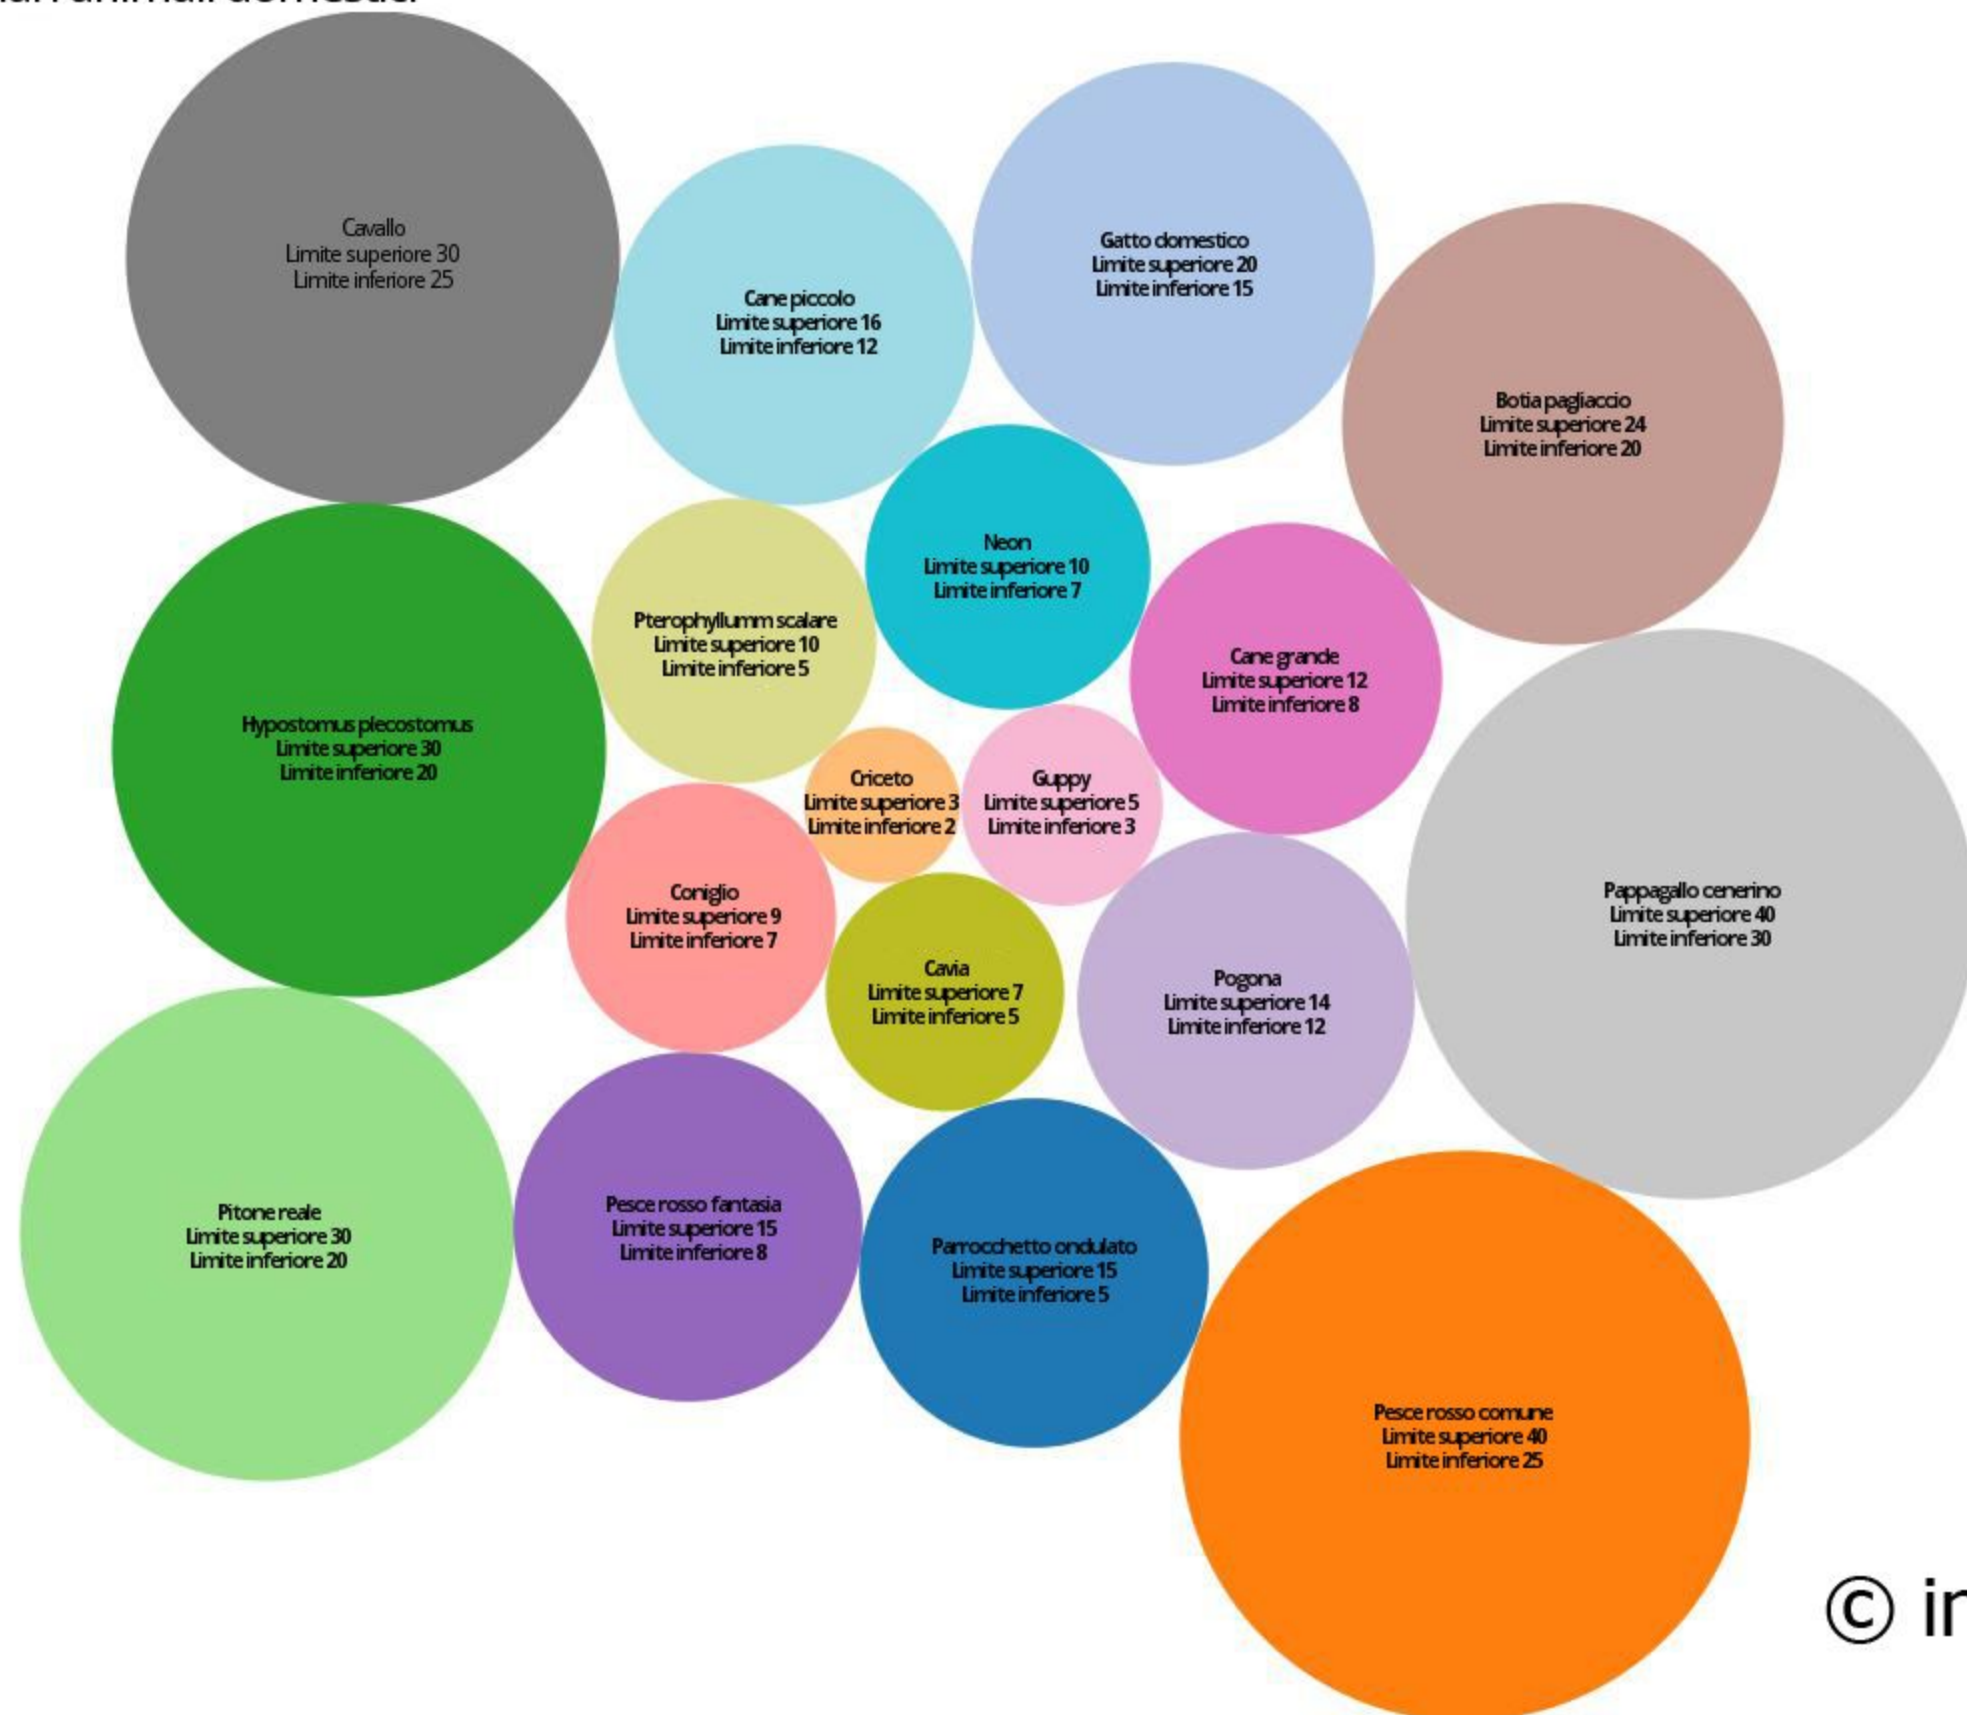 animali domestici
Cavallo
Limite superiore 30
Limite inferiore 25
Cane piccolo
Limite superiore 16
Limite inferiore 12
Gatto domestico
Limite superiore 20
Limite inferiore 15
Botia pagliaccio
Limite superiore 24
Limite inferiore 20
Neon
Limite superiore 10
Limite inferiore 7
Pterophyllumm scalare
Limite superiore 10
Limite inferiore 5
Cane grande
Limite superiore 12
Limite inferiore 8
Hypostomus plecostomus
Limite superiore 30
Limite inferiore 20
Criceto
Limite superiore 3
Limite inferiore 2
Guppy
Limite superiore 5
Limite inferiore 3
Coniglio
Limite superiore 9
Limite inferiore 7
Pappagallo cenerino
Limite superiore 40
Limite inferiore 30
Cavia
Limite superiore 7
Limite inferiore 5
Pogona
Limite superiore 14
Limite inferiore 12
Pitone reale
Limite superiore 30
Limite inferiore 20
Pesce rosso fantasia
Limite superiore 15
Limite inferiore 8
Parrocchetto ondulato
Limite superiore 15
Limite inferiore 5
Pesce rosso comune
Limite superiore 40
Limite inferiore 25
©